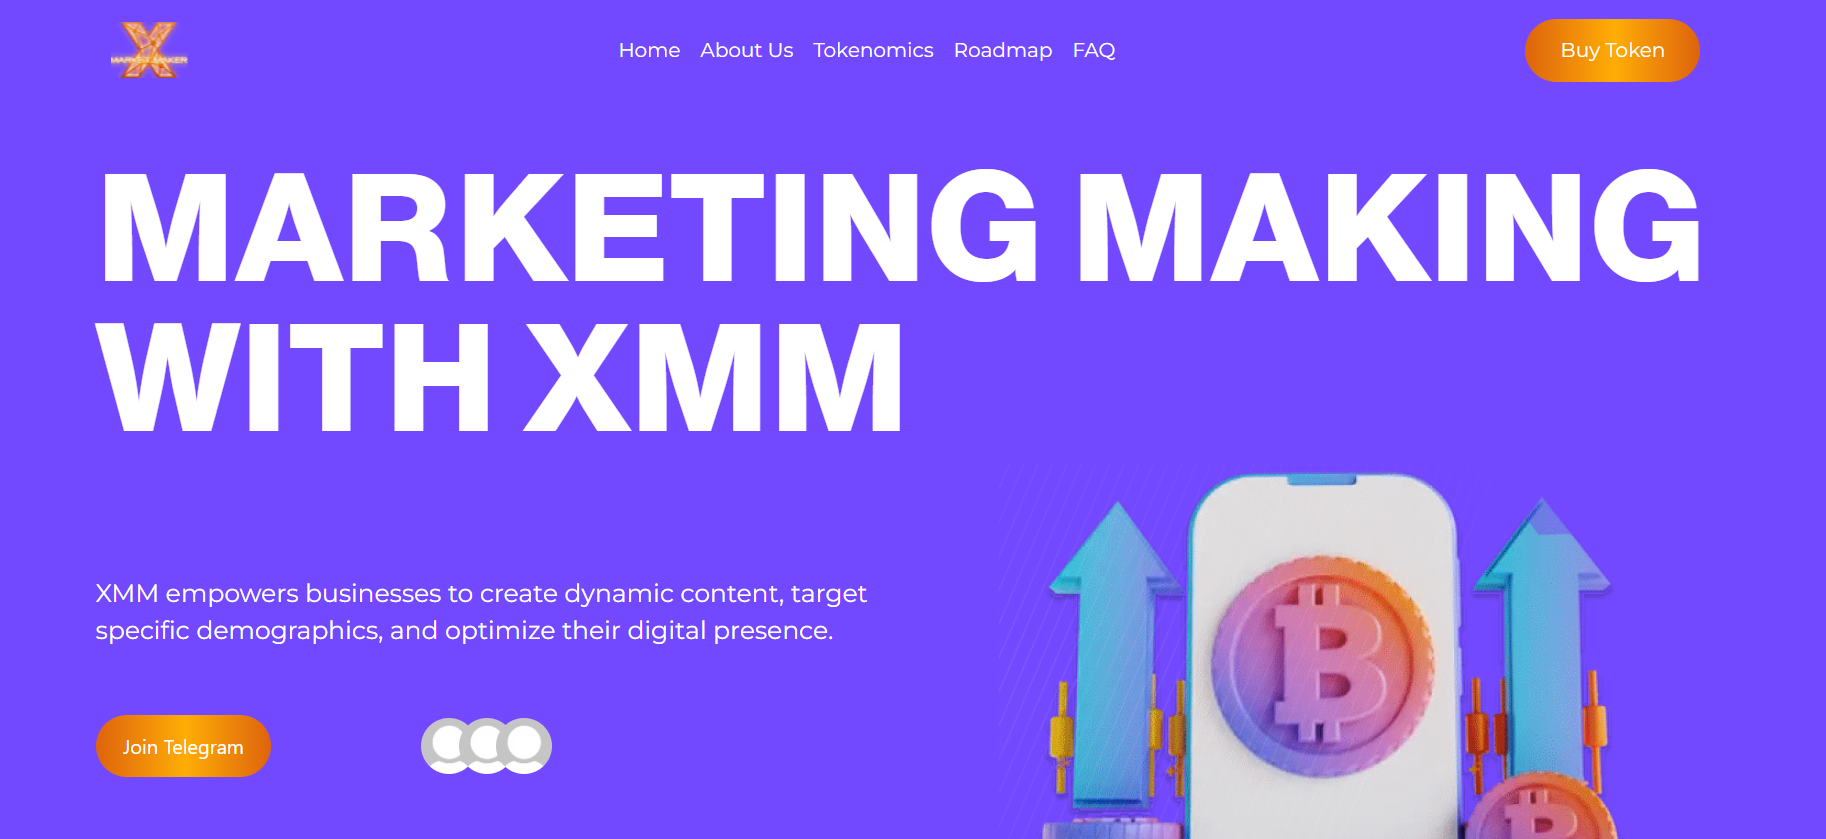 MARKET MAKER
Home About Us Tokenomics Roadmap FAQ
Buy Token
MARKETING MAKING
WITH XMM
XMM empowers businesses to create dynamic content, target
specific demographics, and optimize their digital presence.
Join Telegram